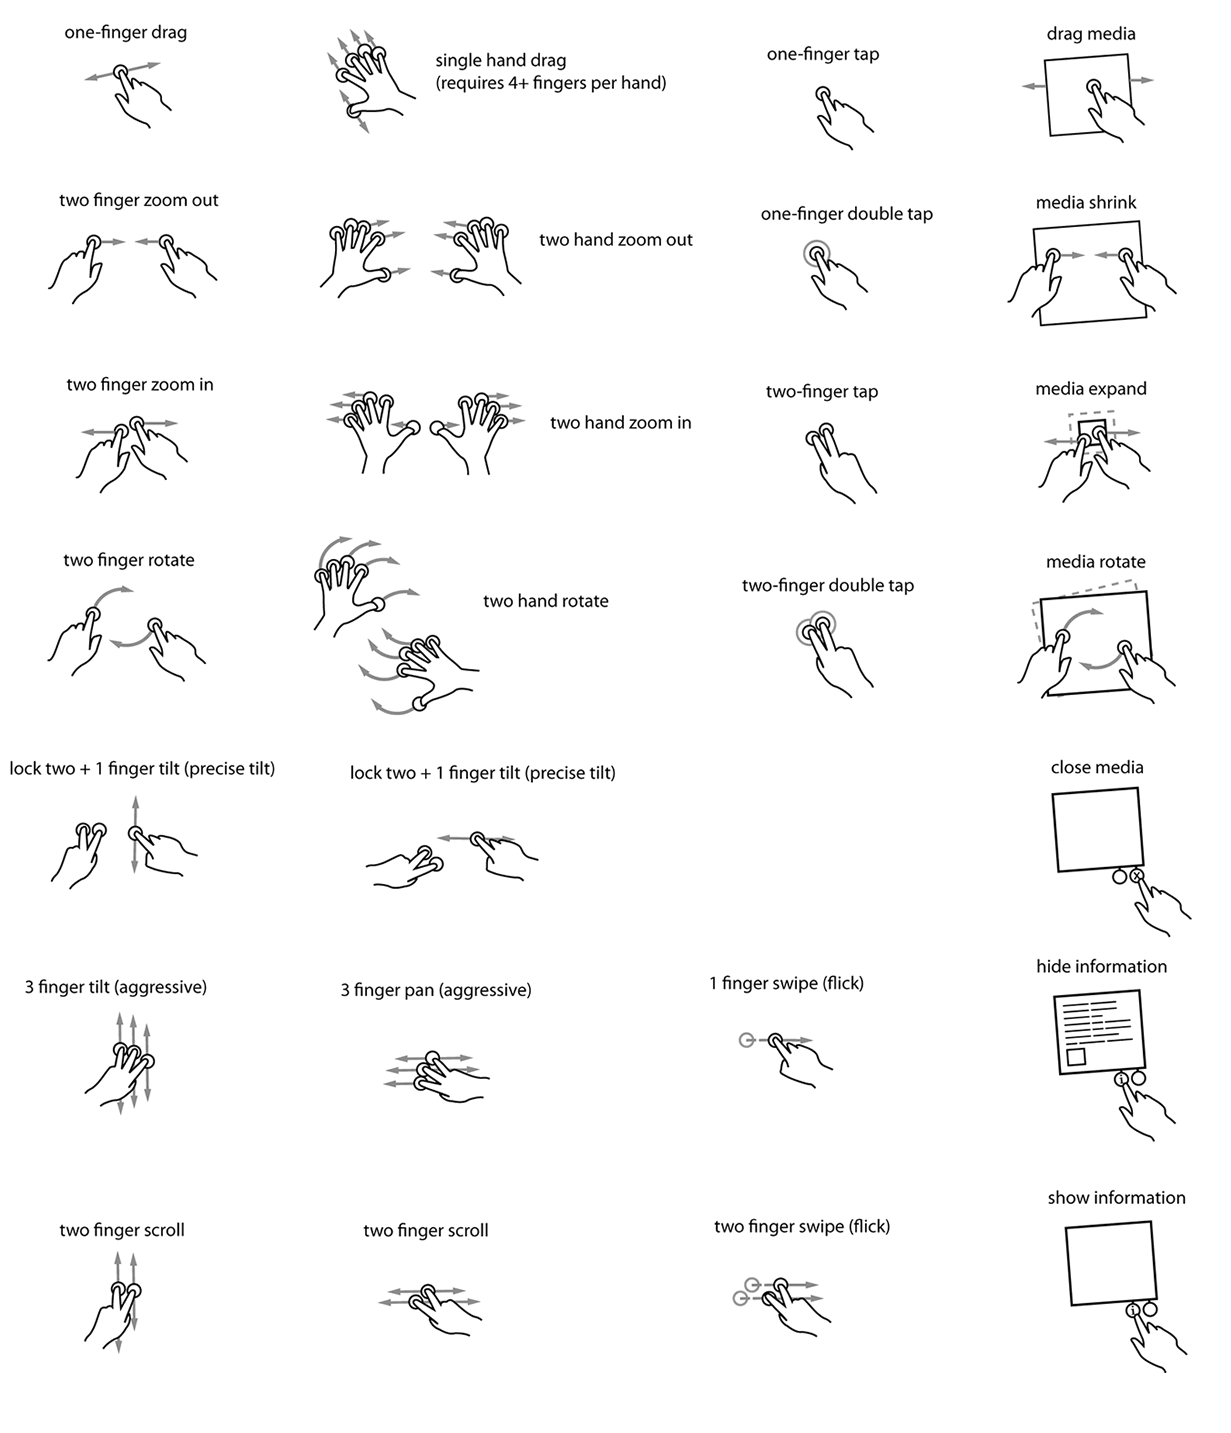 one-finger drag
single hand drag
(requires 4+ fingers per hand)
one-finger tap
drag media
two finger zoom out
two hand zoom out
one-finger double tap
media shrink
two finger zoom in
two hand zoom in
two-finger tap
media expand
two finger rotate
two hand rotate
two-finger double tap
media rotate
lock two + 1 finger tilt (precise tilt)
lock two + 1 finger tilt (precise tilt)
close media
x
3 finger tilt (aggressive)
3 finger pan (aggressive)
1 finger swipe (flick)
hide information
i
two finger scroll
two finger scroll
two finger swipe (flick)
show information
i